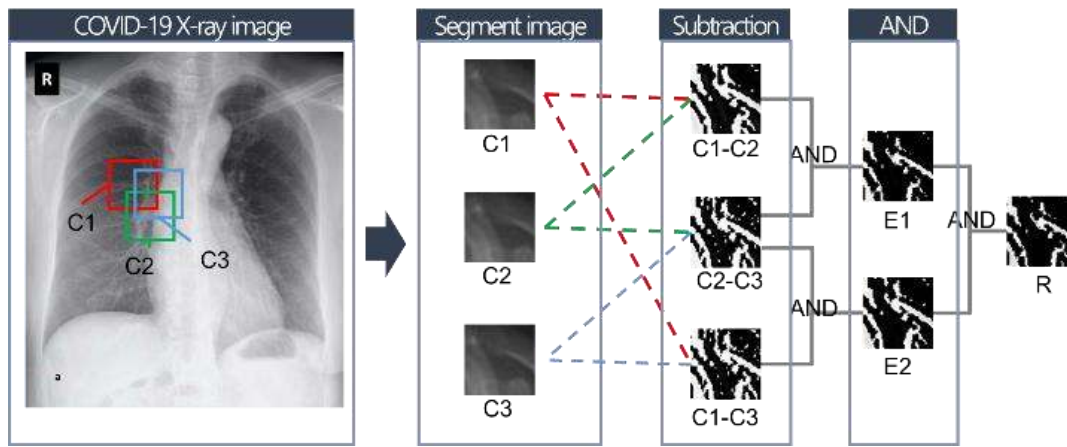 COVID-19 X-ray image
Segment image
Subtraction
AND
R
C1
C2
C3
a
C1
C2
C3
C1-C2
C2-C3
C1-C3
AND
AND
E1
E2
AND
R